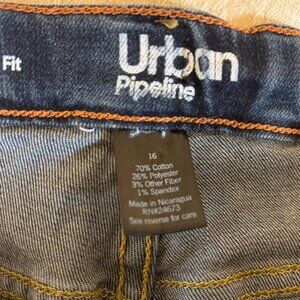 Fit
Urban
Pipeline
16
70% Cotton
26% Polyester
3% Other Fiber
1% Spandex
Made in Nicaragua
RN#24673
See reverse for care